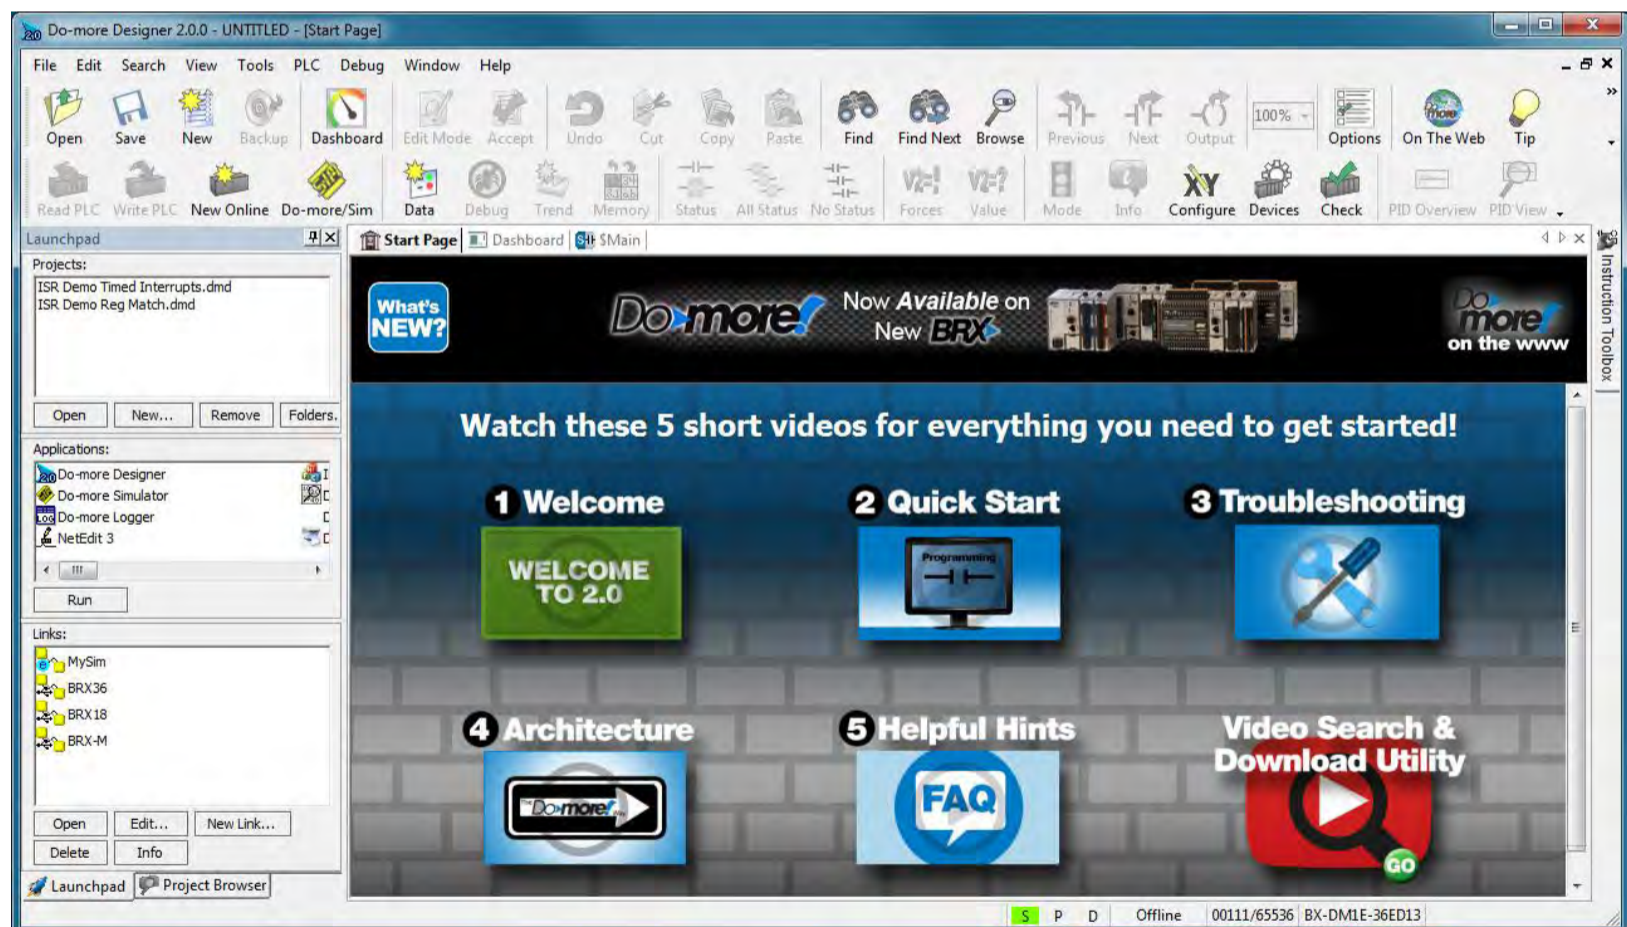 Do-more Designer 2.0.0 - UNTITLED - [Start Page]
File Edit Search View Tools PLC Debug Window Help
Open Save New Backup Dashboard Edit Mode Accept Undo Cut Copy Paste Find Find Next Browse Previous Next Output 100% Options On The Web Tip
Read PLC Write PLC New Online Do-more/Sim Data Debug Trend Memory Status All Status No Status Forces Value Mode Info Configure Devices Check PID Overview PID View
Launchpad
Projects:
ISR Demo Timed Interrupts.dmd
ISR Demo Reg Match.dmd
Open New... Remove Folders.
Applications:
Do-more Designer
Do-more Simulator
Do-more Logger
NetEdit 3
Run
Links:
MySim
BRX36
BRX18
BRX-M
Open Edit... New Link...
Delete Info
Launchpad Project Browser
Start Page Dashboard $Main
What's
NEW?
Do-more!
Now Available on
New BRX
Do-more!
on the www
Watch these 5 short videos for everything you need to get started!
1 Welcome
WELCOME
TO 2.0
2 Quick Start
Programming
3 Troubleshooting
4 Architecture
Do-more!
5 Helpful Hints
FAQ
Video Search &
Download Utility
GO
Instruction Toolbox
S P D Offline 00111/65536 BX-DM1E-36ED13